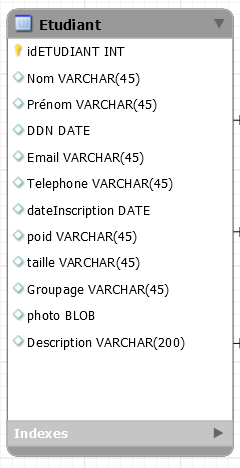 Etudiant
idETUDIANT INT
Nom VARCHAR(45)
Prénom VARCHAR(45)
DDN DATE
Email VARCHAR(45)
Telephone VARCHAR(45)
dateInscription DATE
poid VARCHAR(45)
taille VARCHAR(45)
Groupage VARCHAR(45)
photo BLOB
Description VARCHAR(200)
Indexes